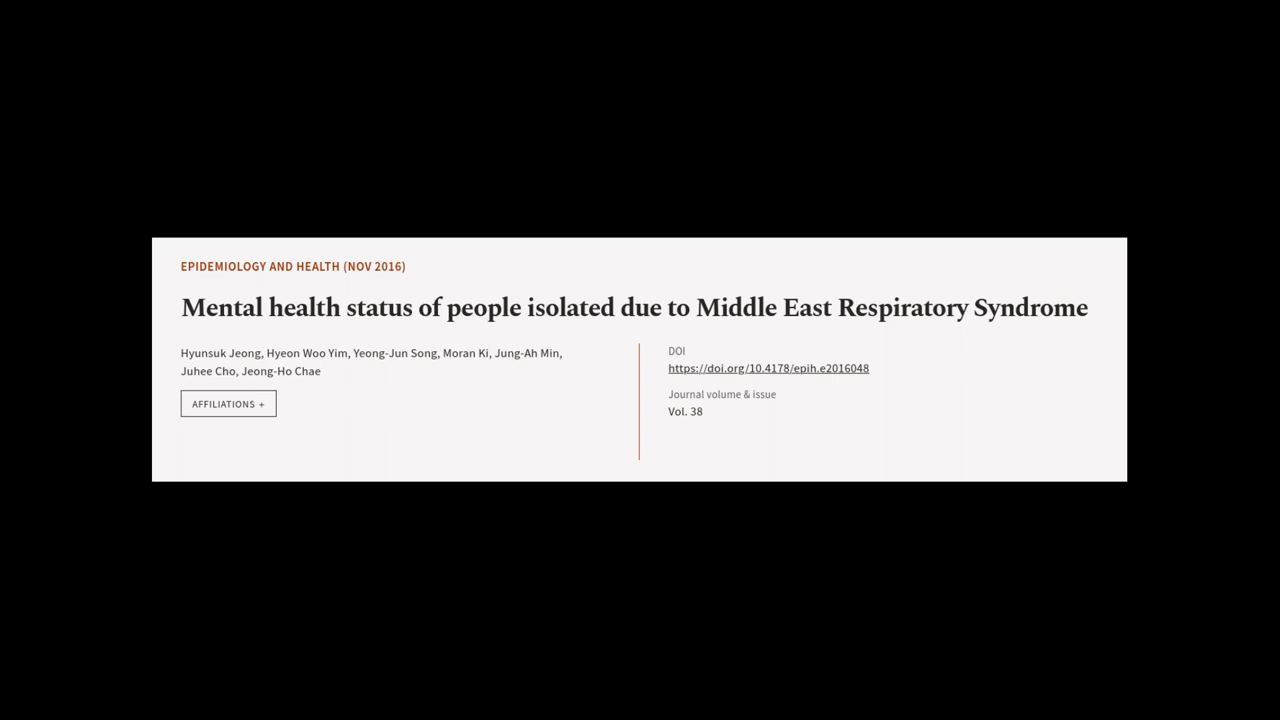 EPIDEMIOLOGY AND HEALTH (NOV 2016)
Mental health status of people isolated due to Middle East Respiratory Syndrome
Hyunsuk Jeong, Hyeon Woo Yim, Yeong-Jun Song, Moran Ki, Jung-Ah Min,
Juhee Cho, Jeong-Ho Chae
AFFILIATIONS +
DOI
https://doi.org/10.4178/epih.e2016048
Journal volume & issue
Vol. 38